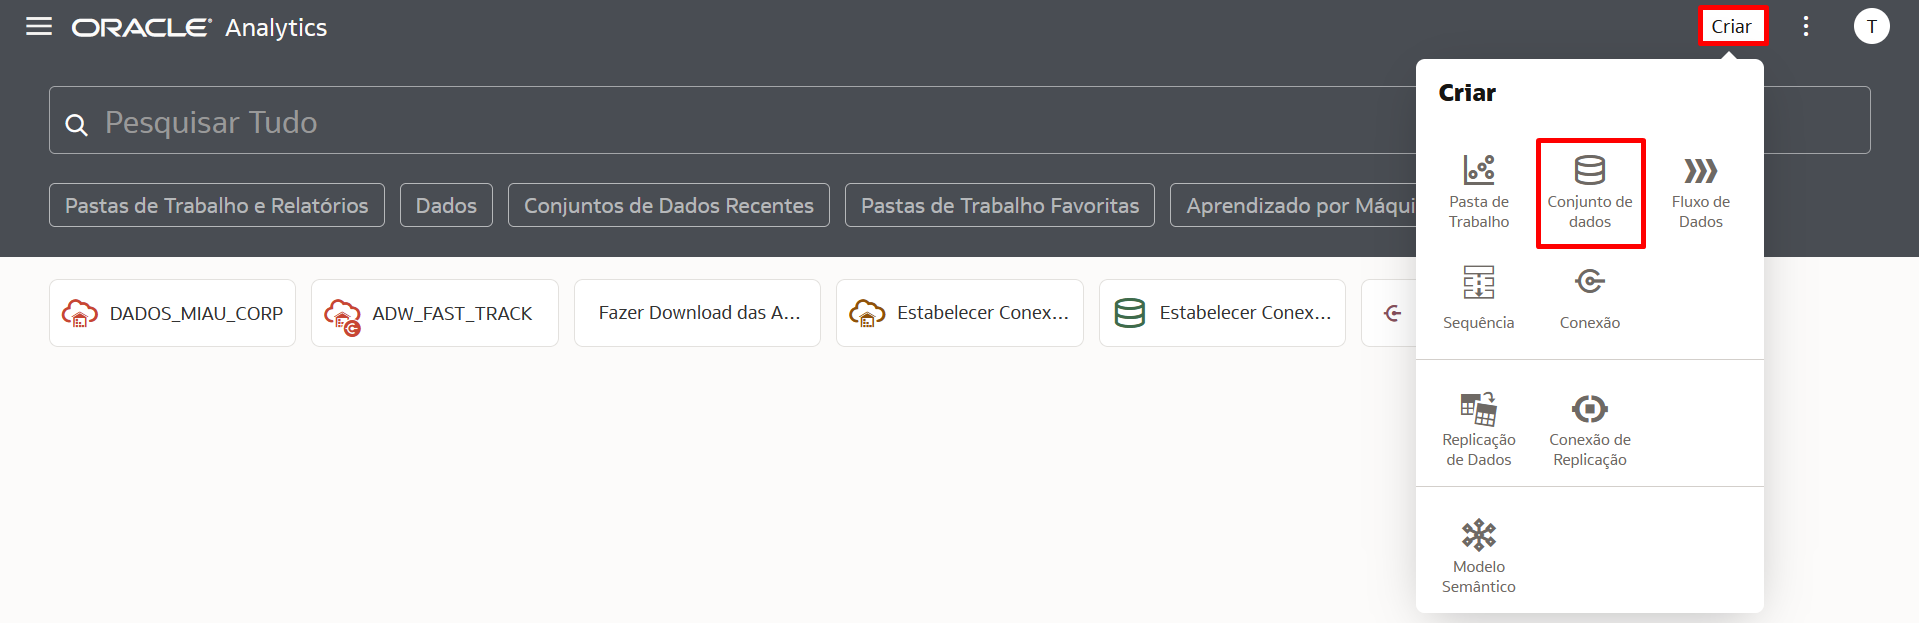 ORACLE Analytics
Criar
T
Pesquisar Tudo
Pastas de Trabalho e Relatórios
Dados
Conjuntos de Dados Recentes
Pastas de Trabalho Favoritas
Aprendizado por Máqui
DADOS_MIAU_CORP
ADW_FAST_TRACK
Fazer Download das A...
Estabelecer Conex...
Estabelecer Conex...
Criar
Pasta de
Trabalho
Conjunto de
dados
Fluxo de
Dados
Sequência
Conexão
Replicação
de Dados
Conexão de
Replicação
Modelo
Semântico